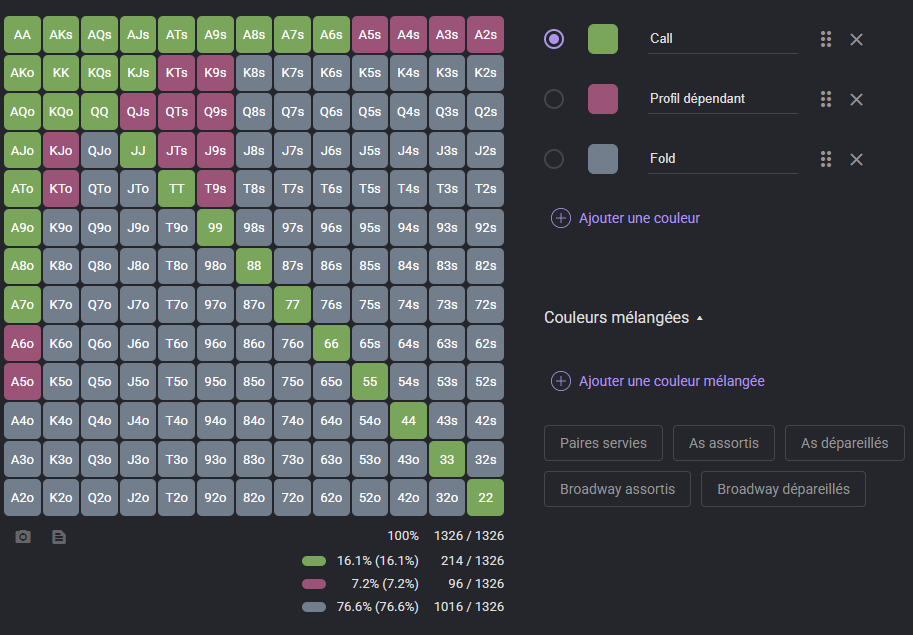 AA AKs AQs AJs ATs A9s A8s A7s A6s A5s A4s A3s A2s
AKo KK KQs KJs KTs K9s K8s K7s K6s K5s K4s K3s K2s
AQo KQo QQ QJs QTs Q9s Q8s Q7s Q6s Q5s Q4s Q3s Q2s
AJo KJo QJo JJ JTs J9s J8s J7s J6s J5s J4s J3s J2s
ATo KTo QTo JTo TT T9s T8s T7s T6s T5s T4s T3s T2s
A9o K9o Q9o J9o T9o 99 98s 97s 96s 95s 94s 93s 92s
A8o K8o Q8o J8o T8o 98o 88 87s 86s 85s 84s 83s 82s
A7o K7o Q7o J7o T7o 97o 87o 77 76s 75s 74s 73s 72s
A6o K6o Q6o J6o T6o 96o 86o 76o 66 65s 64s 63s 62s
A5o K5o Q5o J5o T5o 95o 85o 75o 65o 55 54s 53s 52s
A4o K4o Q4o J4o T4o 94o 84o 74o 64o 54o 44 43s 42s
A3o K3o Q3o J3o T3o 93o 83o 73o 63o 53o 43o 33 32s
A2o K2o Q2o J2o T2o 92o 82o 72o 62o 52o 42o 32o 22
100% 1326 / 1326
16.1% (16.1%) 214 / 1326
7.2% (7.2%) 96 / 1326
76.6% (76.6%) 1016 / 1326
Call
Profil dépendant
Fold
Ajouter une couleur
Couleurs mélangées
Ajouter une couleur mélangée
Paires servies As assortis As dépareillés
Broadway assortis Broadway dépareillés